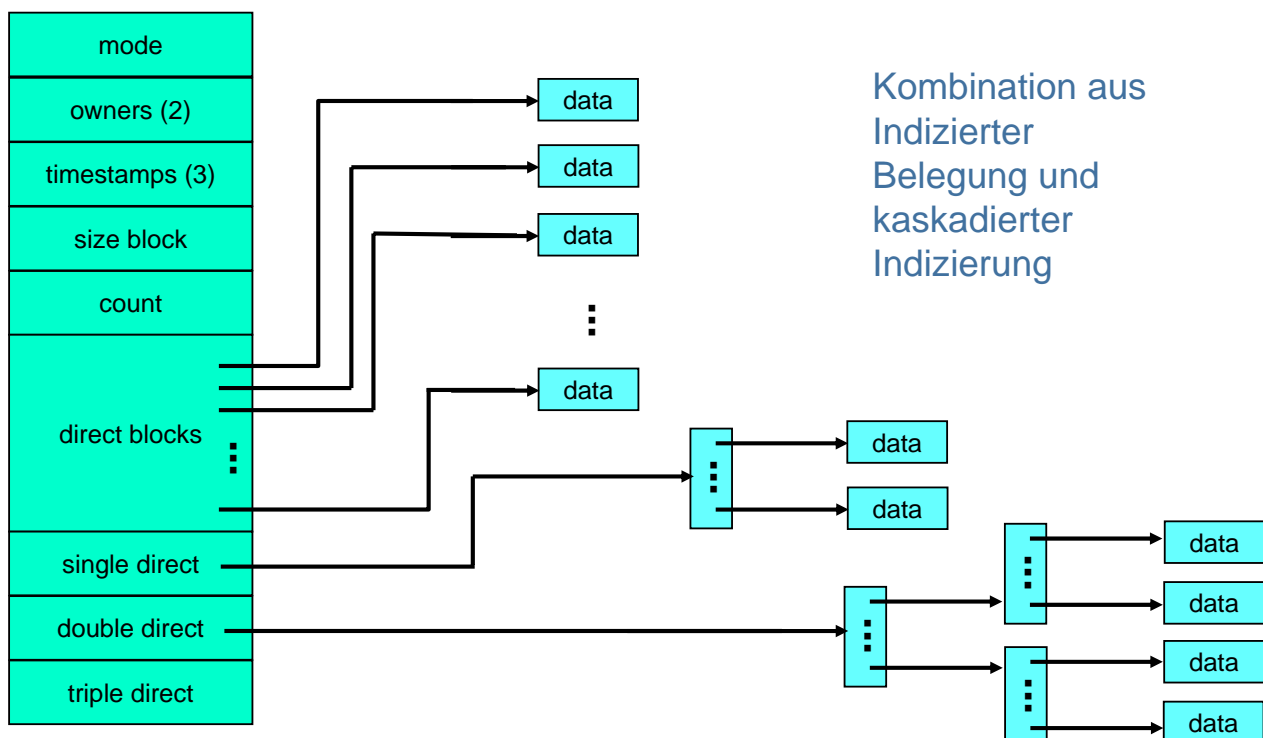 mode
owners (2)
timestamps (3)
size block
count
direct blocks
single direct
double direct
triple direct
data
data
data
data
data
data
data
data
data
data
Kombination aus
Indizierter
Belegung und
kaskadierter
Indizierung